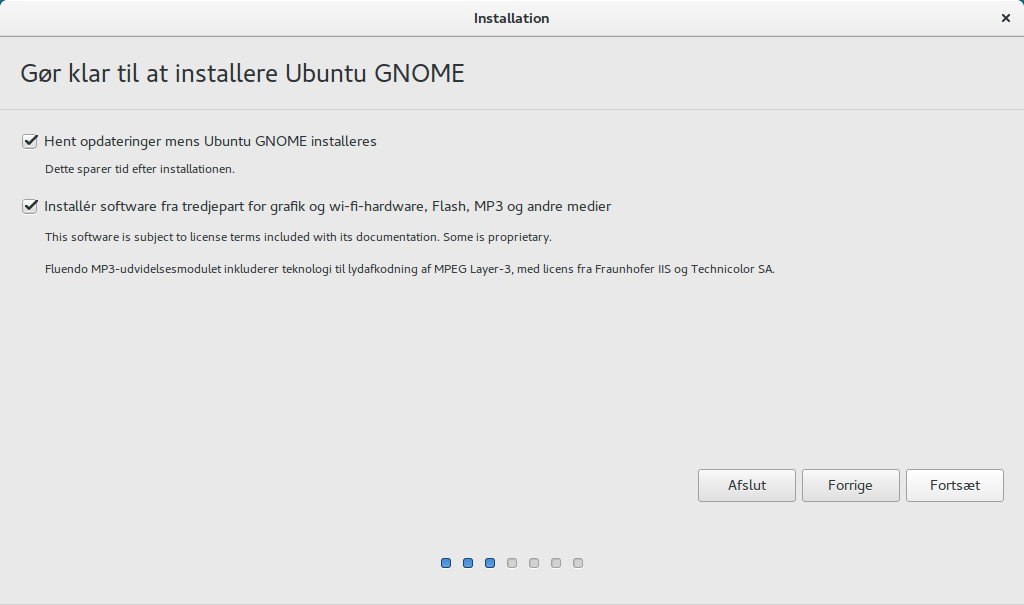 Installation
Gør klar til at installere Ubuntu GNOME
Hent opdateringer mens Ubuntu GNOME installeres
Dette sparer tid efter installationen.
Installér software fra tredjepart for grafik og wi-fi-hardware, Flash, MP3 og andre medier
This software is subject to license terms included with its documentation. Some is proprietary.
Fluendo MP3-udvidelsesmodulet inkluderer teknologi til lydafkodning af MPEG Layer-3, med licens fra Fraunhofer IIS og Technicolor SA.
Afslut Forrige Fortsæt